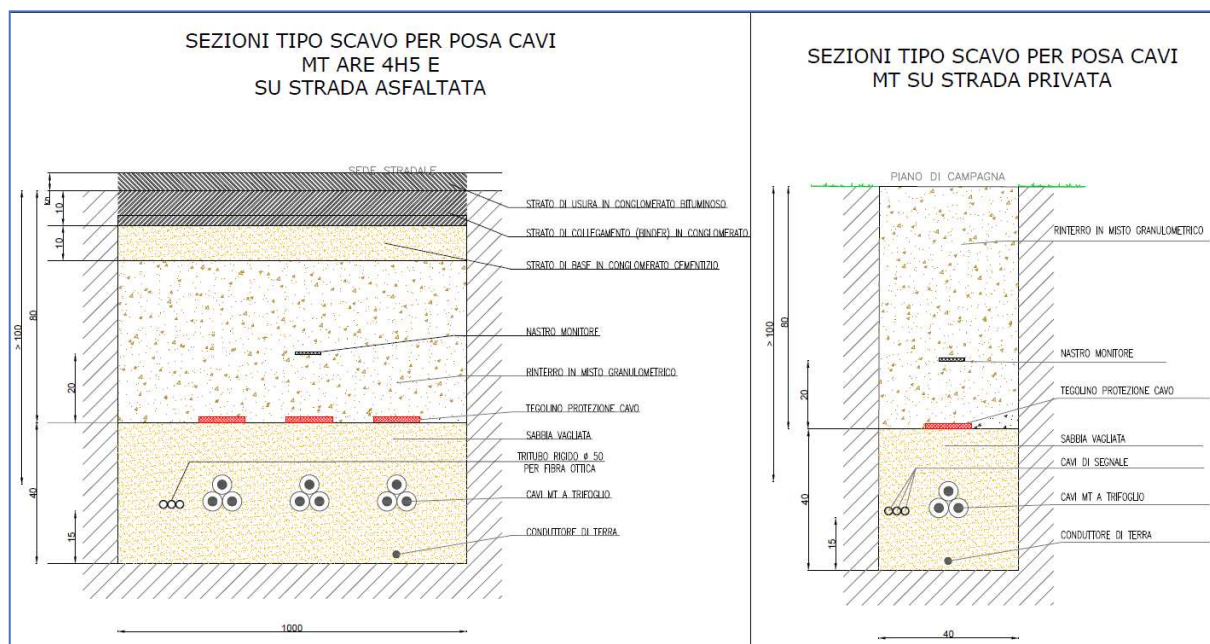 SEZIONI TIPO SCAVO PER POSA CAVI
MT ARE 4H5 E
SU STRADA ASFALTATA
SEDE STRADALE
STRATO DI USURA IN CONGLOMERATO BITUMINOSO
STRATO DI COLLEGAMENTO (BINDER) IN CONGLOMERATO
STRATO DI BASE IN CONGLOMERATO CEMENTIZIO
NASTRO MONITORE
RINTERRO IN MISTO GRANULOMETRICO
TEGOLINO PROTEZIONE CAVO
SABBIA VAGLIATA
TRITUBO RIGIDO ø 50
PER FIBRA OTTICA
CAVI MT A TRIFOGLIO
CONDUTTORE DI TERRA
5
10
10
80
> 100
20
40
15
1000
SEZIONI TIPO SCAVO PER POSA CAVI
MT SU STRADA PRIVATA
PIANO DI CAMPAGNA
RINTERRO IN MISTO GRANULOMETRICO
NASTRO MONITORE
TEGOLINO PROTEZIONE CAVO
SABBIA VAGLIATA
CAVI DI SEGNALE
CAVI MT A TRIFOGLIO
CONDUTTORE DI TERRA
> 100
80
20
40
15
40